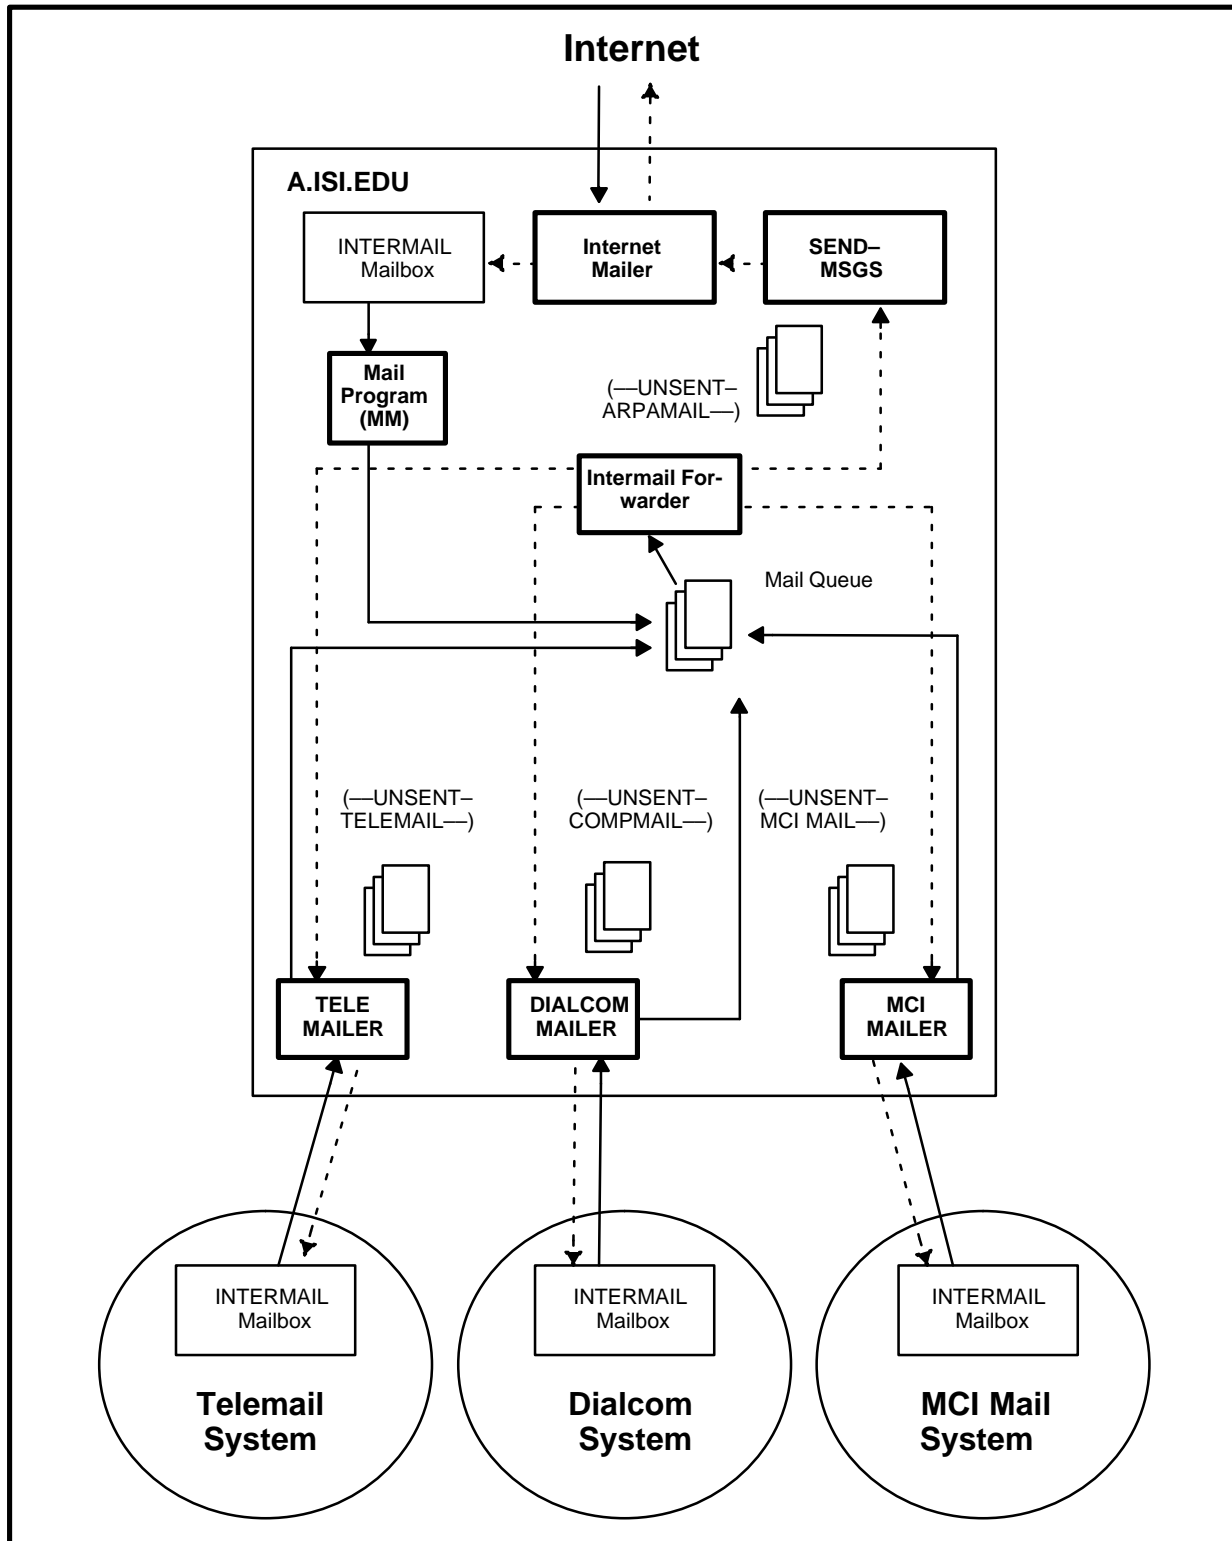 Internet
A.ISI.EDU
INTERMAIL
Mailbox
Internet
Mailer
SEND–
MSGS
Mail
Program
(MM)
(––UNSENT–
ARPAMAIL––)
Intermail For-
warder
Mail Queue
(––UNSENT–
TELEMAIL––)
(––UNSENT–
COMPMAIL––)
(––UNSENT–
MCI MAIL––)
TELE
MAILER
DIALCOM
MAILER
MCI
MAILER
INTERMAIL
Mailbox
INTERMAIL
Mailbox
INTERMAIL
Mailbox
Telemail
System
Dialcom
System
MCI Mail
System